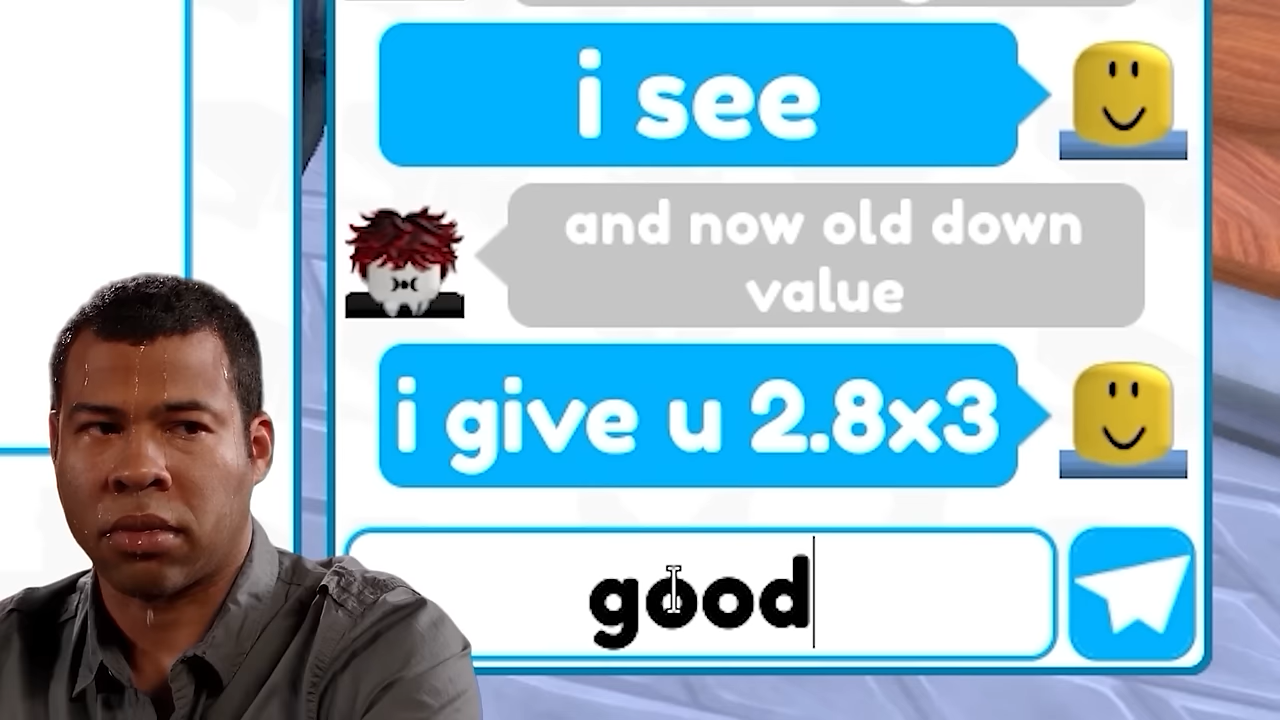 i see
and now old down
value
i give u 2.8x3
good